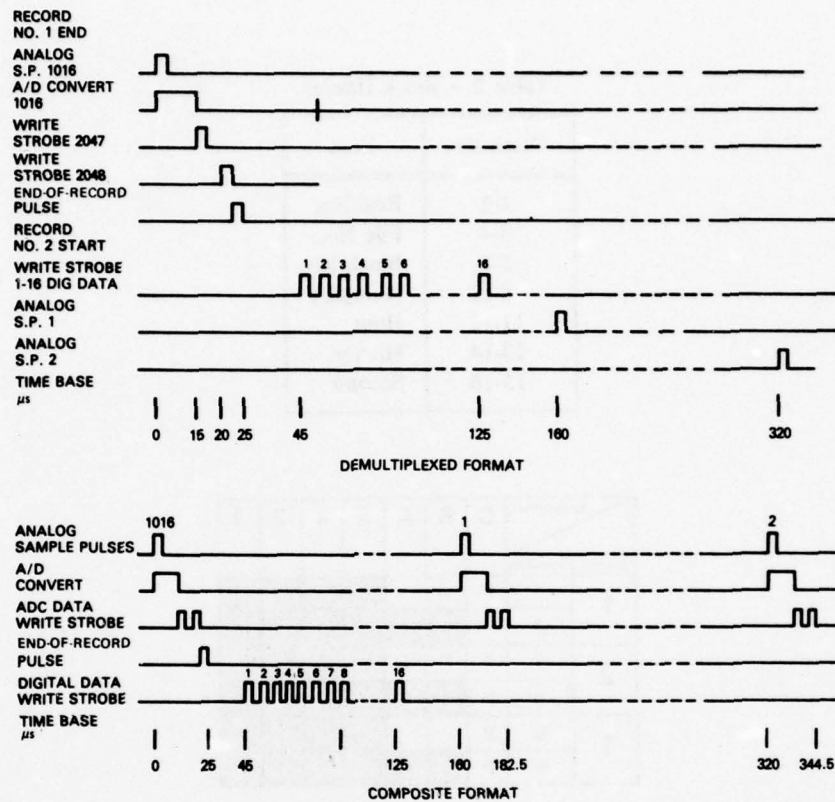 RECORD
NO. 1 END
ANALOG
S.P. 1016
A/D CONVERT
1016
WRITE
STROBE 2047
WRITE
STROBE 2048
END-OF-RECORD
PULSE
RECORD
NO. 2 START
WRITE STROBE
1-16 DIG DATA
1 2 3 4 5 6 16
ANALOG
S.P. 1
ANALOG
S.P. 2
TIME BASE
µs
0 15 20 25 45 125 160 320
DEMULTIPLEXED FORMAT
ANALOG
SAMPLE PULSES
1016 1 2
A/D
CONVERT
ADC DATA
WRITE STROBE
END-OF-RECORD
PULSE
DIGITAL DATA
WRITE STROBE
1 2 3 4 5 6 7 8 16
TIME BASE
µs
0 25 45 125 160 182.5 320 344.5
COMPOSITE FORMAT